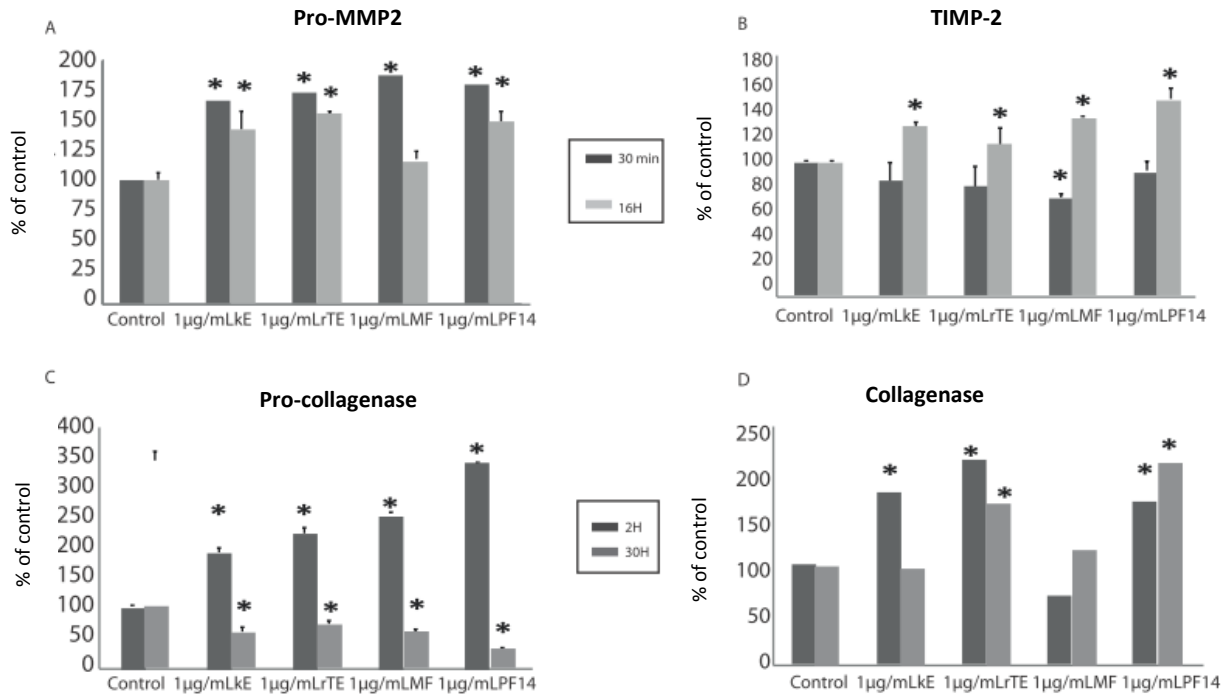 A
Pro-MMP2
% of control
200
175
150
125
100
75
50
25
0
* * * * * * *
Control 1µg/mLkE 1µg/mLrTE 1µg/mLMF 1µg/mLPF14
30 min
16H
B
TIMP-2
% of control
180
160
140
120
100
80
60
40
20
0
* * * * *
Control 1µg/mLkE 1µg/mLrTE 1µg/mLMF 1µg/mLPF14
C
Pro-collagenase
% of control
400
350
300
250
200
150
100
50
0
* * * * * * * *
Control 1µg/mLkE 1µg/mLrTE 1µg/mLMF 1µg/mLPF14
2H
30H
D
Collagenase
% of control
250
200
150
100
50
0
* * * * *
Control 1µg/mLkE 1µg/mLrTE 1µg/mLMF 1µg/mLPF14